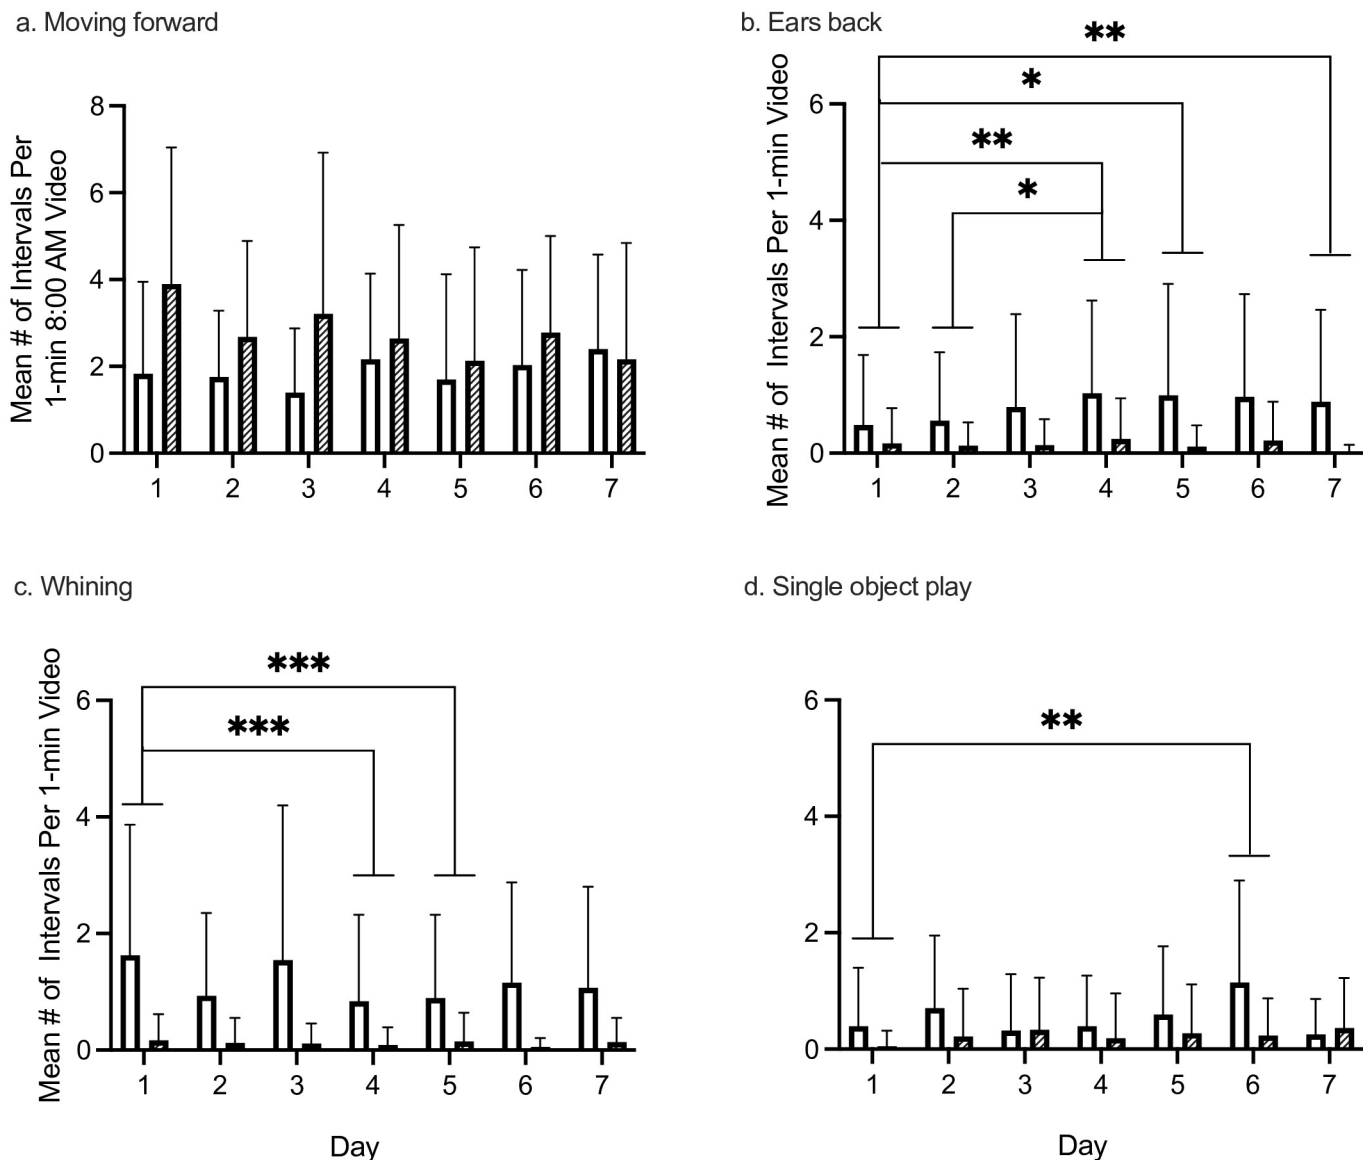 a. Moving forward
Mean # of Intervals Per
1-min 8:00 AM Video
8
6
4
2
0
1 2 3 4 5 6 7
b. Ears back
Mean # of Intervals Per 1-min Video
**
*
**
*
6
4
2
0
1 2 3 4 5 6 7
c. Whining
Mean # of Intervals Per 1-min Video
***
***
6
4
2
0
1 2 3 4 5 6 7
Day
d. Single object play
**
6
4
2
0
1 2 3 4 5 6 7
Day